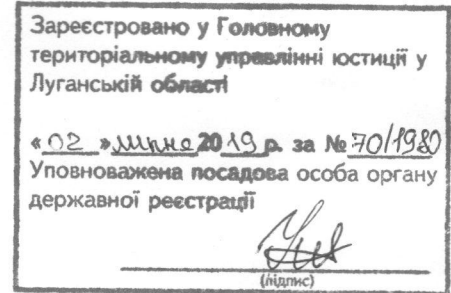 Зареєстровано у Головному
територіальному управлінні юстиції у
Луганській області
«02» липня 2019 р. за № 70/1980
Уповноважена посадова особа органу
державної реєстрації
(підпис)